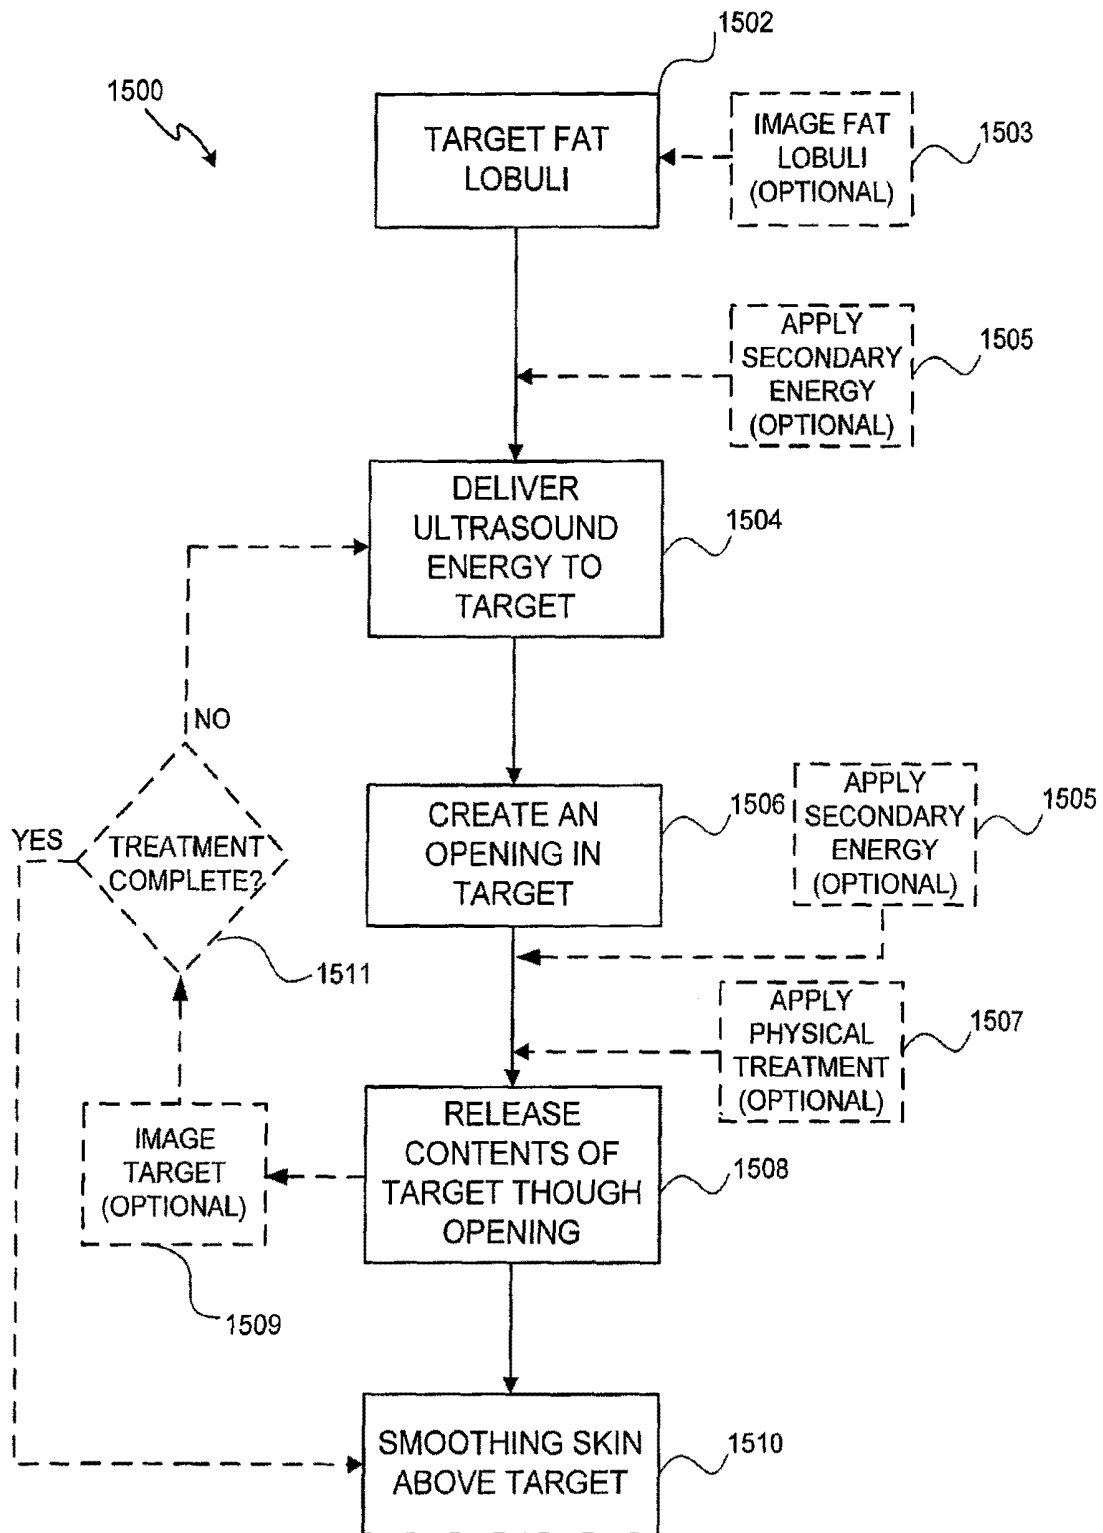 1502
1500
TARGET FAT
LOBULI
IMAGE FAT
LOBULI
(OPTIONAL)
1503
APPLY
SECONDARY
ENERGY
(OPTIONAL)
1505
DELIVER
ULTRASOUND
ENERGY TO
TARGET
1504
NO
YES
TREATMENT
COMPLETE?
1511
CREATE AN
OPENING IN
TARGET
1506
APPLY
SECONDARY
ENERGY
(OPTIONAL)
1505
APPLY
PHYSICAL
TREATMENT
(OPTIONAL)
1507
RELEASE
CONTENTS OF
TARGET THOUGH
OPENING
1508
IMAGE
TARGET
(OPTIONAL)
1509
SMOOTHING SKIN
ABOVE TARGET
1510